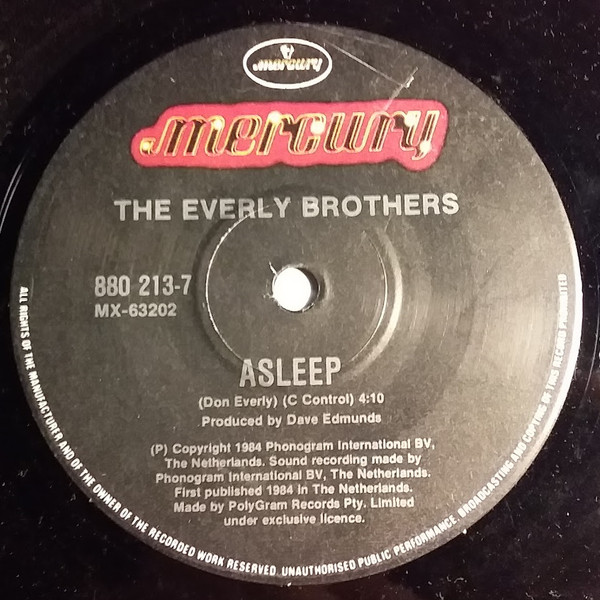 mercury
mercury
THE EVERLY BROTHERS
880 213-7
MX-63202
ASLEEP
(Don Everly) (C Control) 4:10
Produced by Dave Edmunds
(P) Copyright 1984 Phonogram International BV,
The Netherlands. Sound recording made by
Phonogram International BV, The Netherlands.
First published 1984 in The Netherlands.
Made by PolyGram Records Pty. Limited
under exclusive licence.
ALL RIGHTS OF THE MANUFACTURER AND OF THE OWNER OF THE RECORDED WORK RESERVED. UNAUTHORISED PUBLIC PERFORMANCE, BROADCASTING AND COPYING OF THIS RECORD PROHIBITED